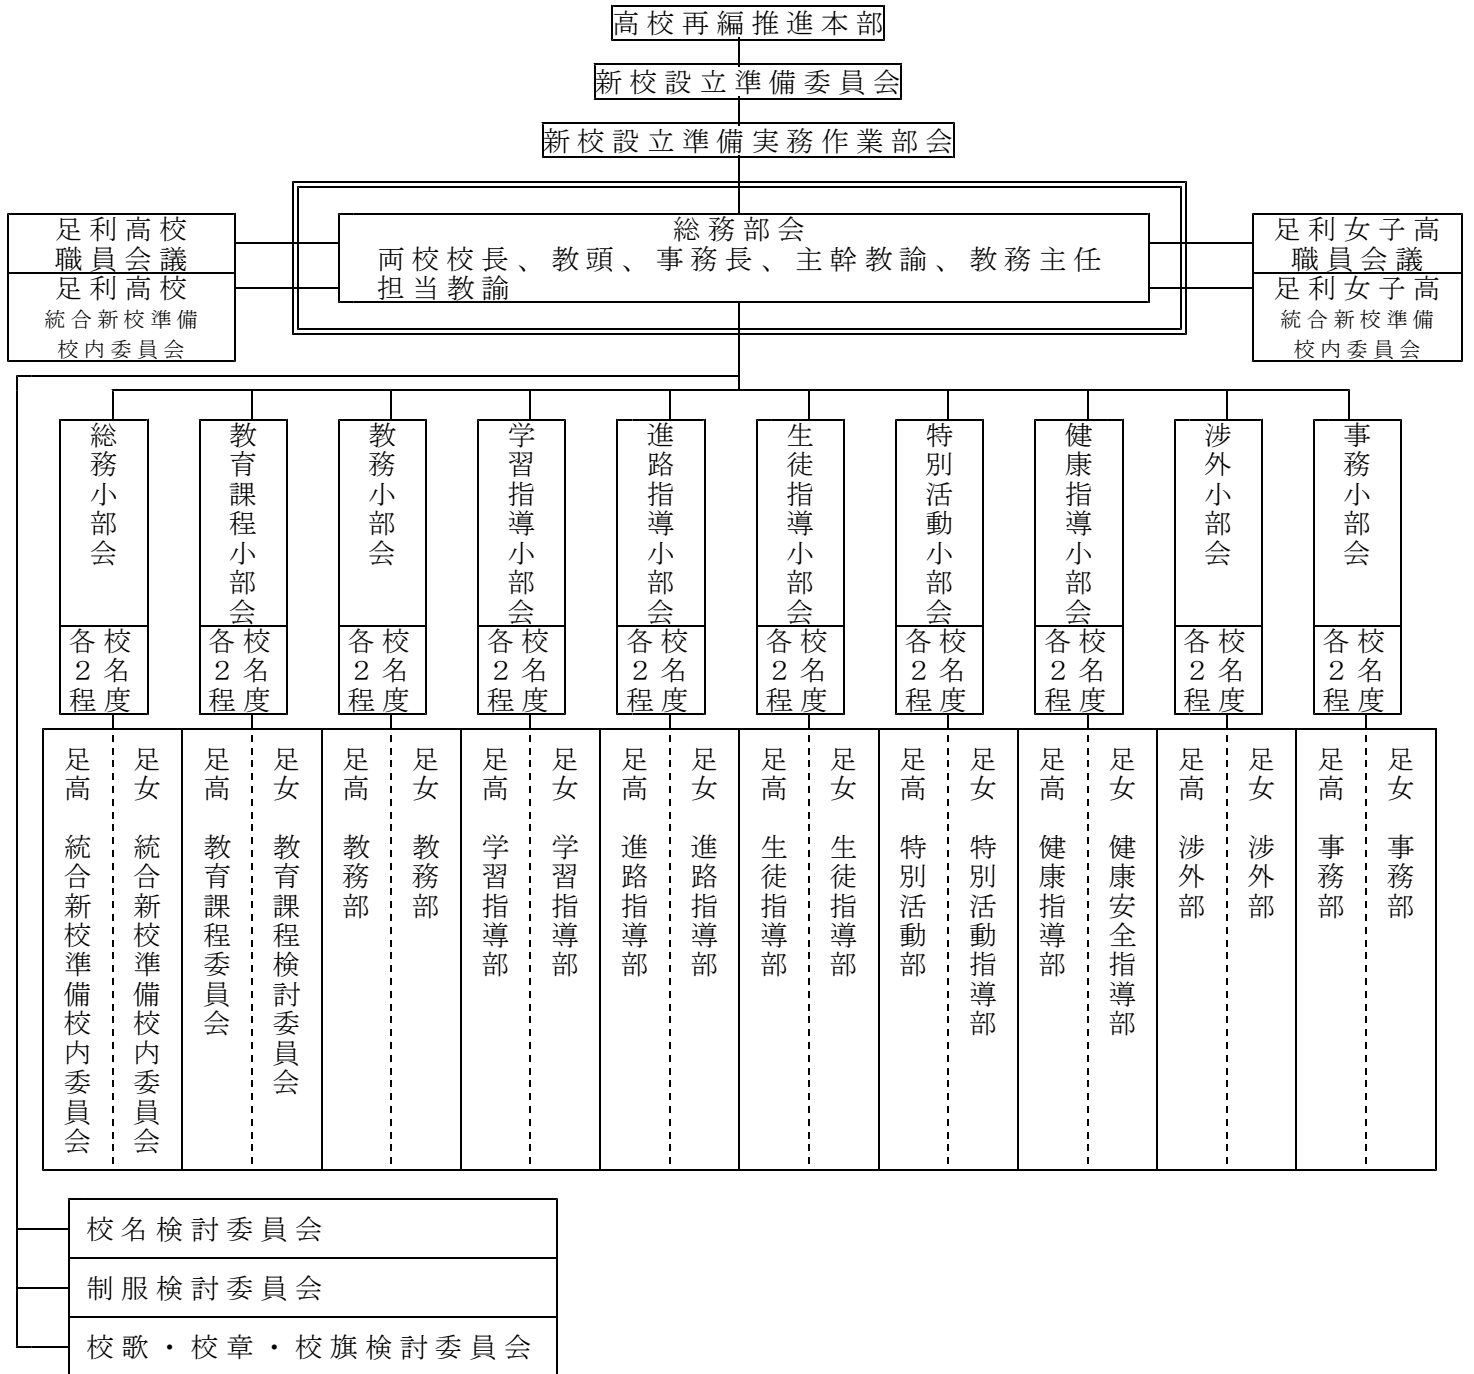 高校再編推進本部
新校設立準備委員会
新校設立準備実務作業部会
足利高校
職員会議
足利高校
統合新校準備
校内委員会
総務部会
両校校長、教頭、事務長、主幹教諭、教務主任
担当教諭
足利女子高
職員会議
足利女子高
統合新校準備
校内委員会
総務小部会
教育課程小部会
教務小部会
学習指導小部会
進路指導小部会
生徒指導小部会
特別活動小部会
健康指導小部会
渉外小部会
事務小部会
各校
2名
程度
各校
2名
程度
各校
2名
程度
各校
2名
程度
各校
2名
程度
各校
2名
程度
各校
2名
程度
各校
2名
程度
各校
2名
程度
各校
2名
程度
足高 統合新校準備校内委員会
足女 統合新校準備校内委員会
足高 教育課程委員会
足女 教育課程検討委員会
足高 教務部
足女 教務部
足高 学習指導部
足女 学習指導部
足高 進路指導部
足女 進路指導部
足高 生徒指導部
足女 生徒指導部
足高 特別活動部
足女 特別活動指導部
足高 健康指導部
足女 健康安全指導部
足高 渉外部
足女 渉外部
足高 事務部
足女 事務部
校名検討委員会
制服検討委員会
校歌・校章・校旗検討委員会